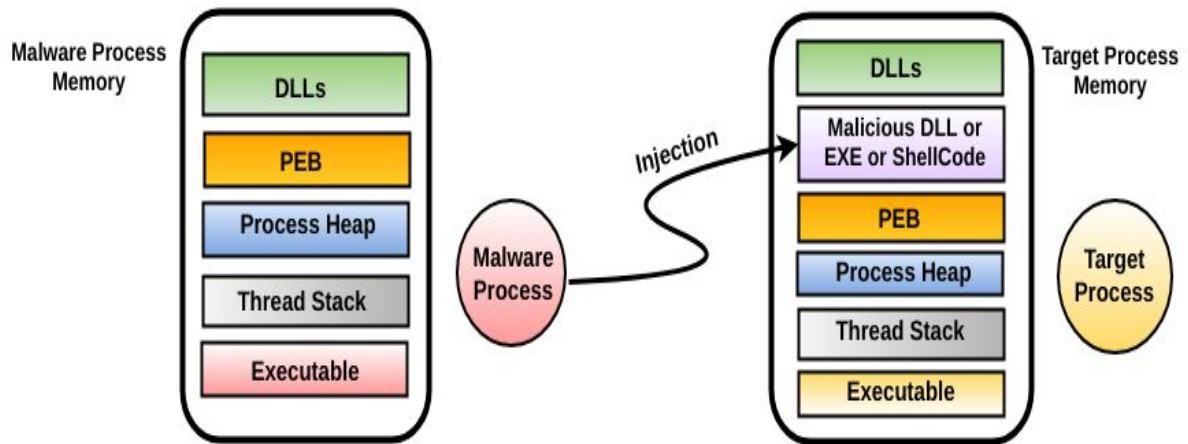 Malware Process
Memory
DLLs
PEB
Process Heap
Thread Stack
Executable
Malware
Process
Injection
DLLs
Malicious DLL or
EXE or ShellCode
PEB
Process Heap
Thread Stack
Executable
Target Process
Memory
Target
Process